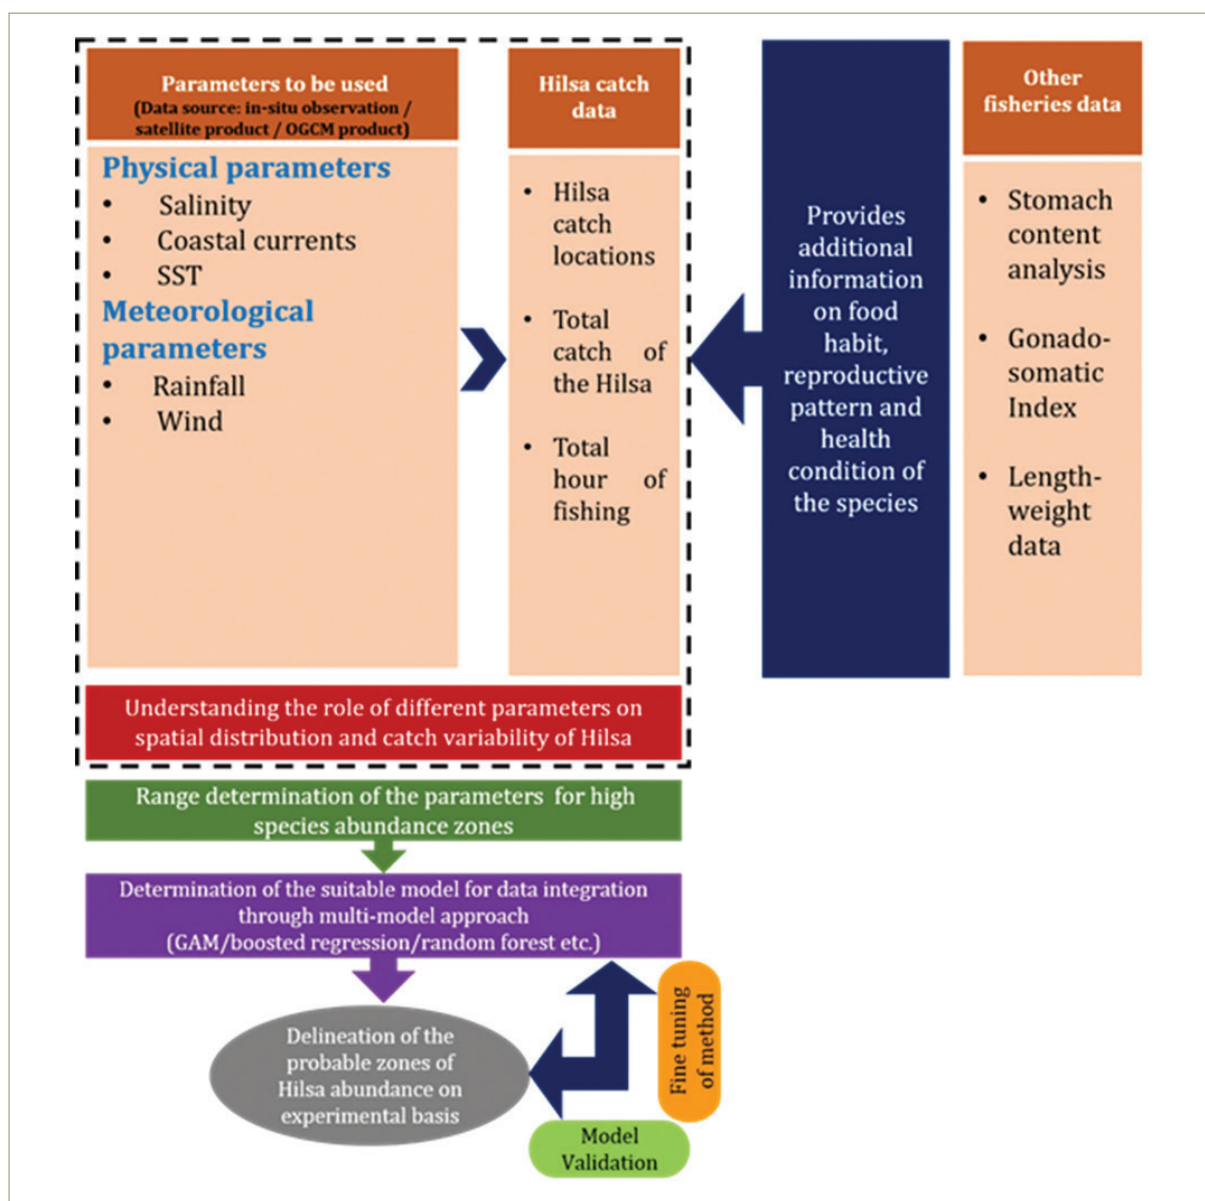 Parameters to be used
(Data source: in-situ observation /
satellite product / OGCM product)
Physical parameters
• Salinity
• Coastal currents
• SST
Meteorological
parameters
• Rainfall
• Wind
Hilsa catch
data
• Hilsa
catch
locations
• Total
catch of
the Hilsa
• Total
hour of
fishing
Provides
additional
information
on food
habit,
reproductive
pattern and
health
condition of
the species
Other
fisheries data
• Stomach
content
analysis
• Gonado-
somatic
Index
• Length-
weight
data
Understanding the role of different parameters on
spatial distribution and catch variability of Hilsa
Range determination of the parameters for high
species abundance zones
Determination of the suitable model for data integration
through multi-model approach
(GAM/boosted regression/random forest etc.)
Delineation of the
probable zones of
Hilsa abundance on
experimental basis
Fine tuning
of method
Model
Validation